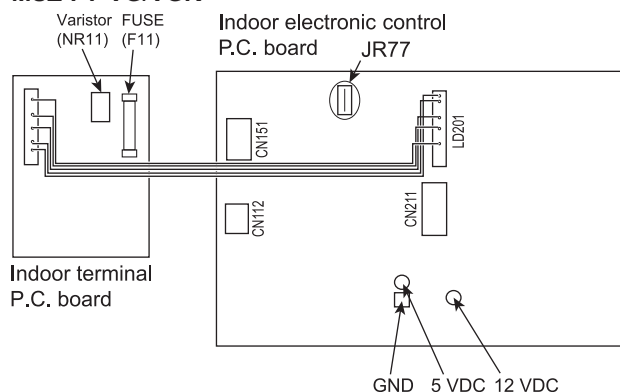 Varistor
(NR11)
FUSE
(F11)
Indoor electronic control
P.C. board
JR77
CN151
LD201
CN112
CN211
Indoor terminal
P.C. board
GND
5 VDC
12 VDC